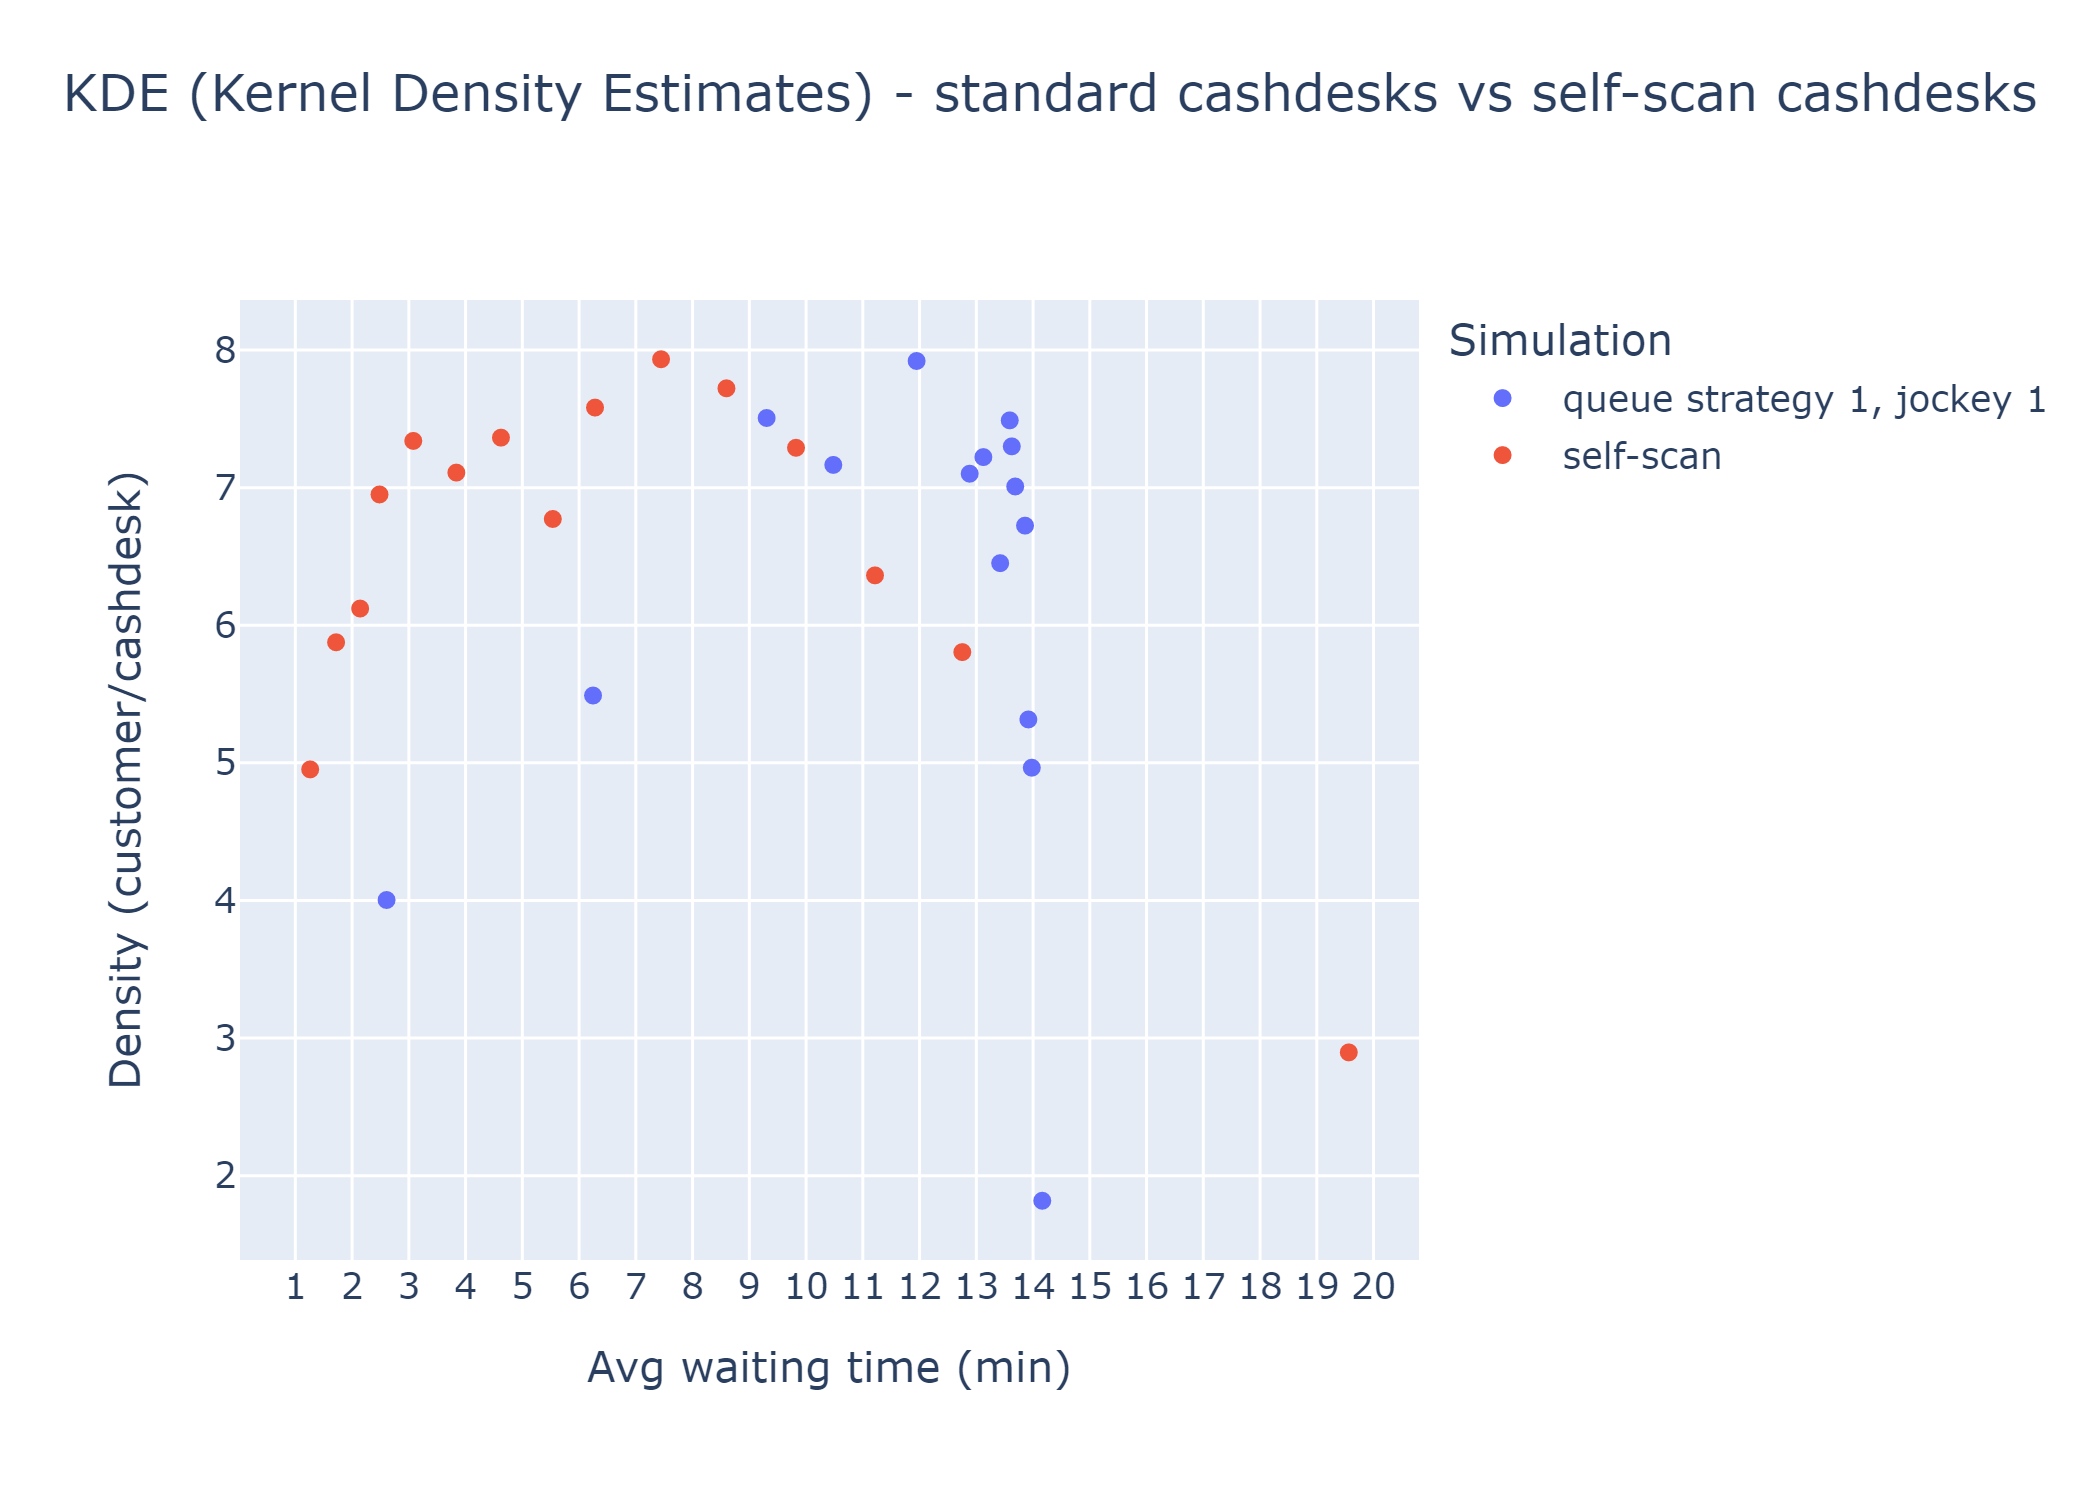 KDE (Kernel Density Estimates) - standard cashdesks vs self-scan cashdesks
Simulation
queue strategy 1, jockey 1
self-scan
8
7
6
5
4
3
2
Density (customer/cashdesk)
1 2 3 4 5 6 7 8 9 10 11 12 13 14 15 16 17 18 19 20
Avg waiting time (min)